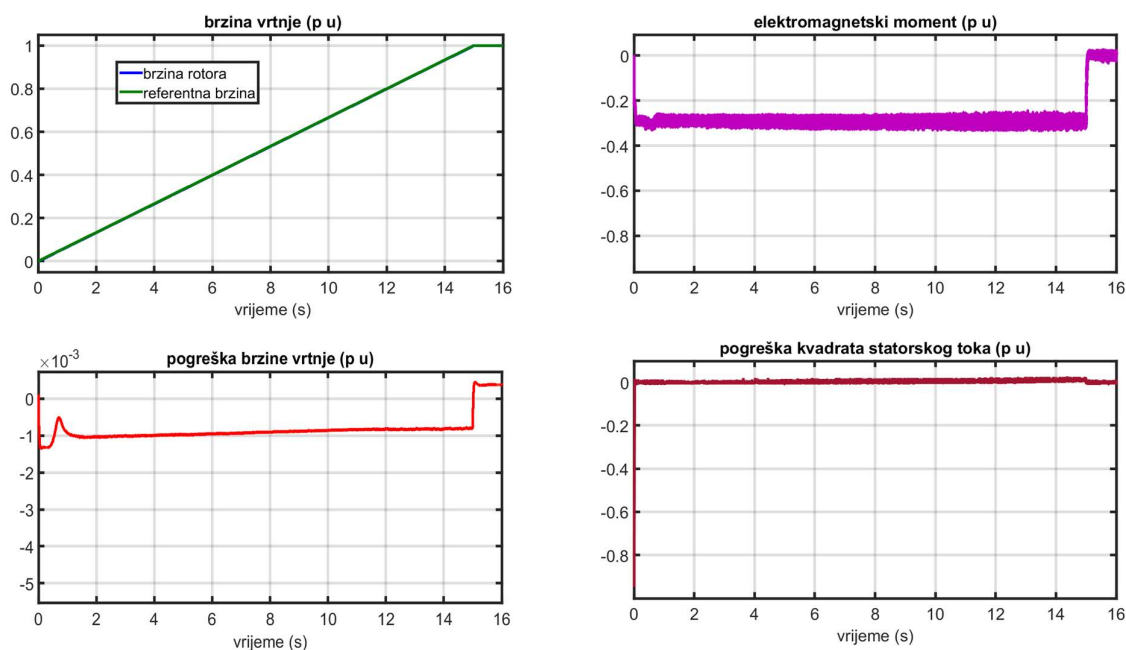 brzina vrtnje (p u)
1
0.8
0.6
0.4
0.2
0
brzina rotora
referentna brzina
0 2 4 6 8 10 12 14 16
vrijeme (s)
elektromagnetski moment (p u)
0
-0.2
-0.4
-0.6
-0.8
0 2 4 6 8 10 12 14 16
vrijeme (s)
×10⁻³
pogreška brzine vrtnje (p u)
0
-1
-2
-3
-4
-5
0 2 4 6 8 10 12 14 16
vrijeme (s)
pogreška kvadrata statorskog toka (p u)
0
-0.2
-0.4
-0.6
-0.8
0 2 4 6 8 10 12 14 16
vrijeme (s)